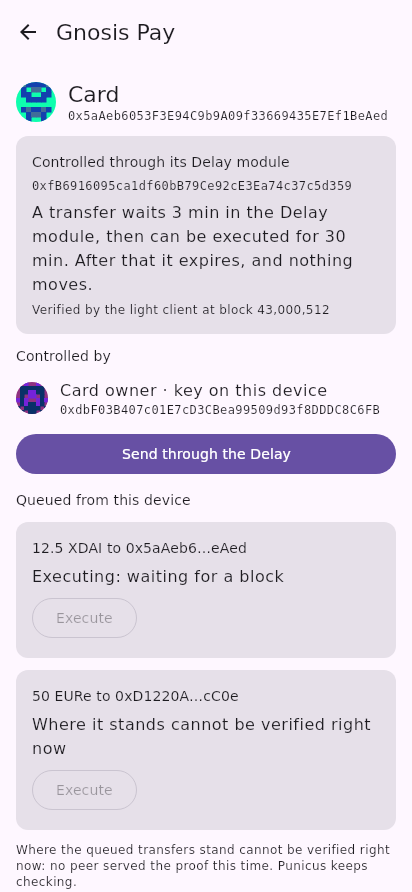 Gnosis Pay
Card
0x5aAeb6053F3E94C9b9A09f33669435E7Ef1BeAed
Controlled through its Delay module
0xfB6916095ca1df60bB79Ce92cE3Ea74c37c5d359
A transfer waits 3 min in the Delay
module, then can be executed for 30
min. After that it expires, and nothing
moves.
Verified by the light client at block 43,000,512
Controlled by
Card owner · key on this device
0xdbF03B407c01E7cD3CBea99509d93f8DDDC8C6FB
Send through the Delay
Queued from this device
12.5 XDAI to 0x5aAeb6…eAed
Executing: waiting for a block
Execute
50 EURe to 0xD1220A…cC0e
Where it stands cannot be verified right
now
Execute
Where the queued transfers stand cannot be verified right
now: no peer served the proof this time. Punicus keeps
checking.